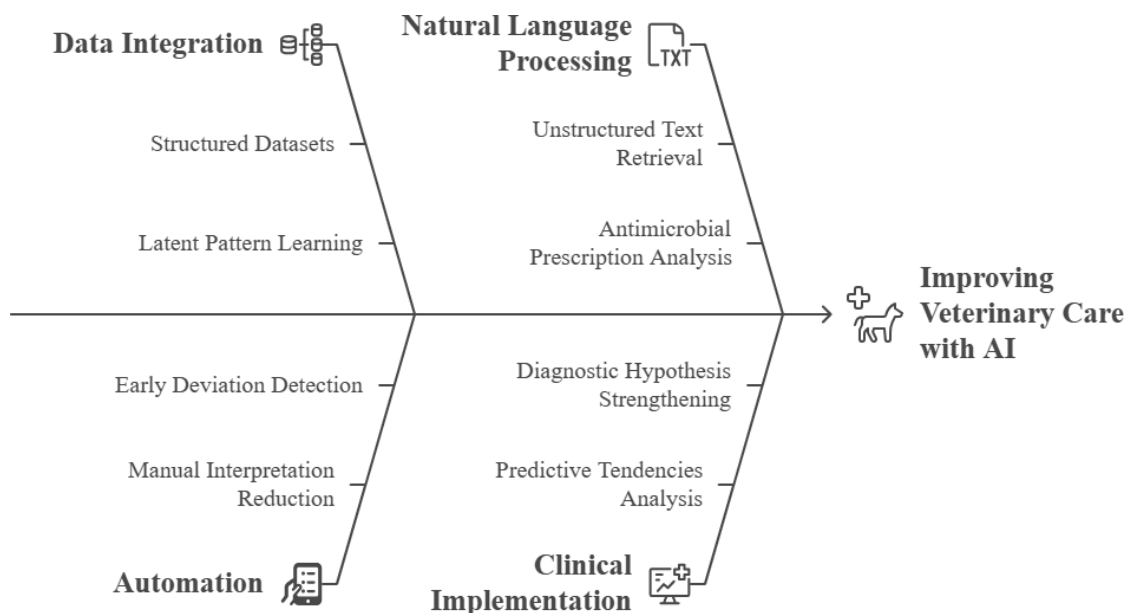 Data Integration
Natural Language
Processing
TXT
Structured Datasets
Unstructured Text
Retrieval
Latent Pattern Learning
Antimicrobial
Prescription Analysis
Improving
Veterinary Care
with AI
Early Deviation Detection
Diagnostic Hypothesis
Strengthening
Manual Interpretation
Reduction
Predictive Tendencies
Analysis
Automation
Clinical
Implementation